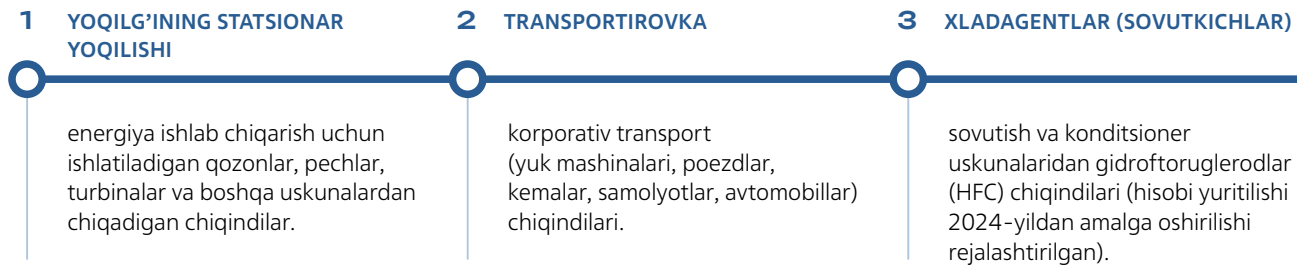 1 YOQILG’INING STATSIONAR
YOQILISHI
energiya ishlab chiqarish uchun
ishlatiladigan qozonlar, pechlar,
turbinalar va boshqa uskunalardan
chiqadigan chiqindilar.
2 TRANSPORTIROVKA
korporativ transport
(yuk mashinalari, poezdlar,
kemalar, samolyotlar, avtomobillar)
chiqindilari.
3 XLADAGENTLAR (SOVUTKICHLAR)
sovutish va konditsioner
uskunalaridan gidroftoruglerodlar
(HFC) chiqindilari (hisobi yuritilishi
2024-yildan amalga oshirilishi
rejalashtirilgan).